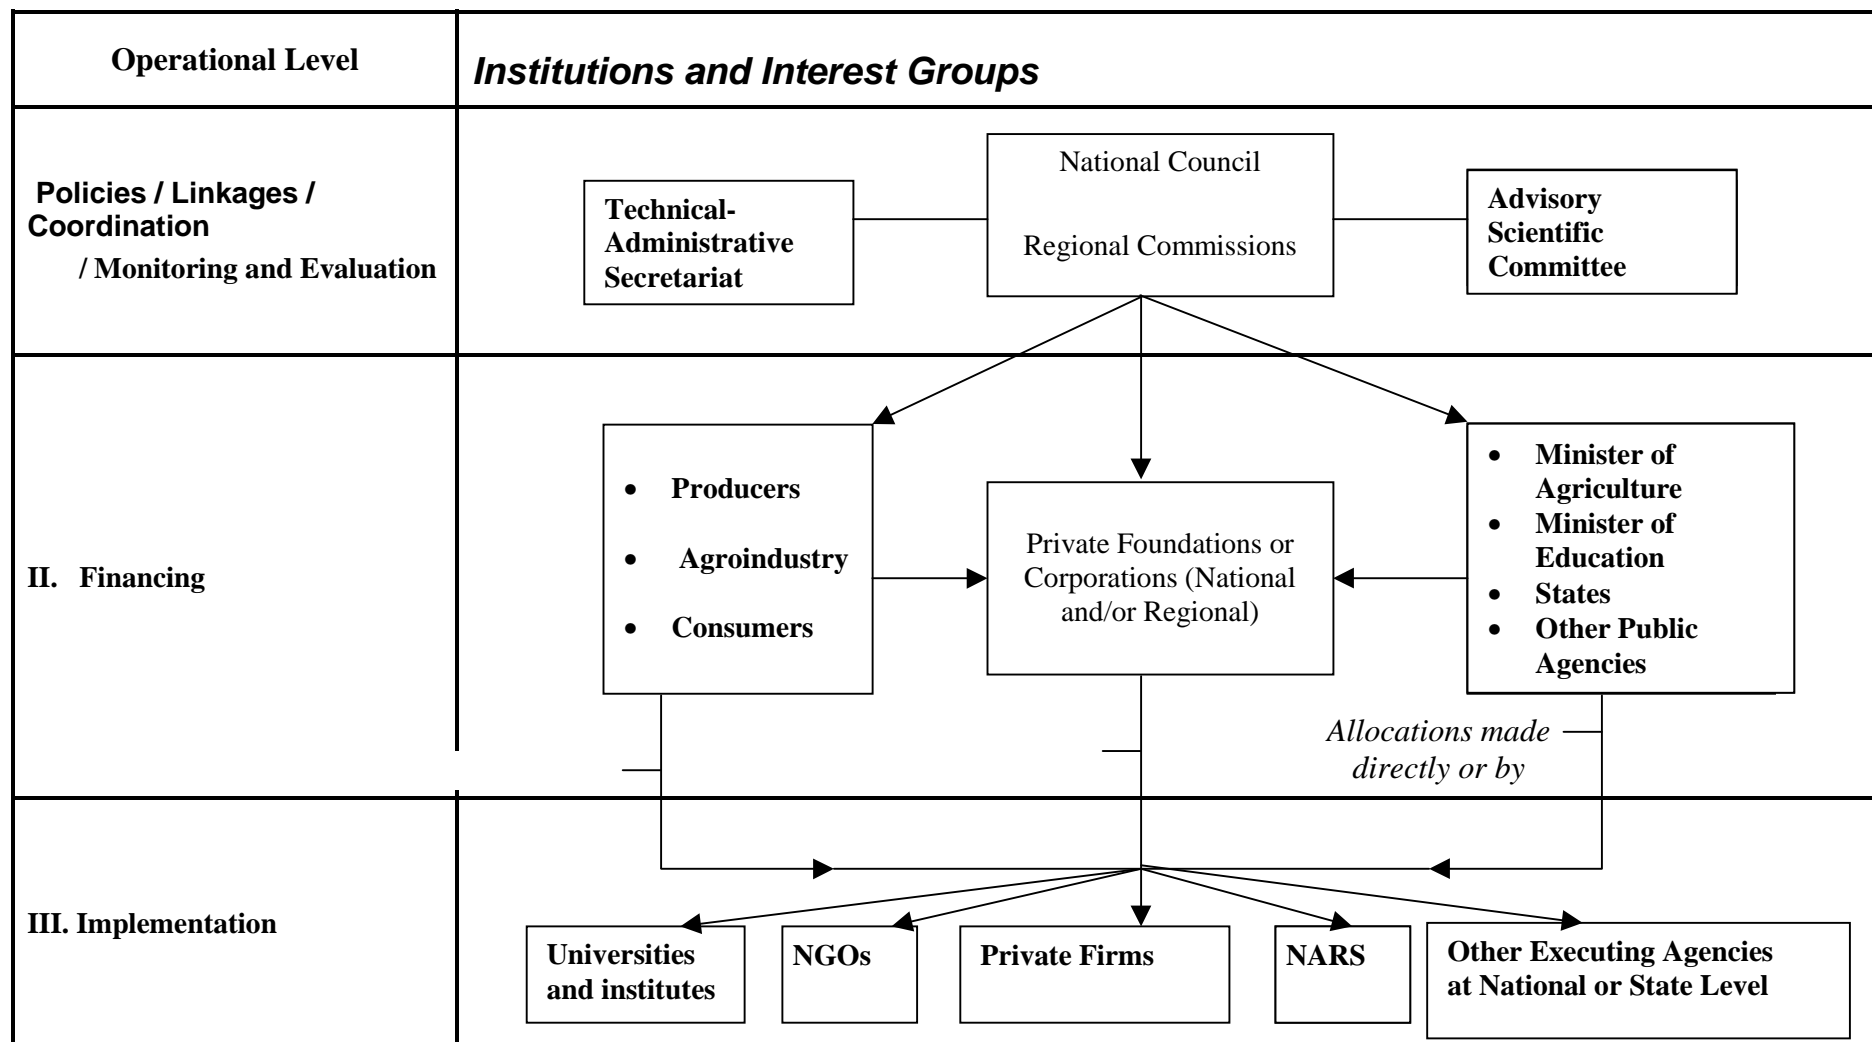 Operational Level
Institutions and Interest Groups
Policies / Linkages /
Coordination
/ Monitoring and Evaluation
Technical-
Administrative
Secretariat
National Council
Regional Commissions
Advisory
Scientific
Committee
II. Financing
• Producers
• Agroindustry
• Consumers
Private Foundations or
Corporations (National
and/or Regional)
• Minister of
Agriculture
• Minister of
Education
• States
• Other Public
Agencies
Allocations made
directly or by
III. Implementation
Universities
and institutes
NGOs
Private Firms
NARS
Other Executing Agencies
at National or State Level